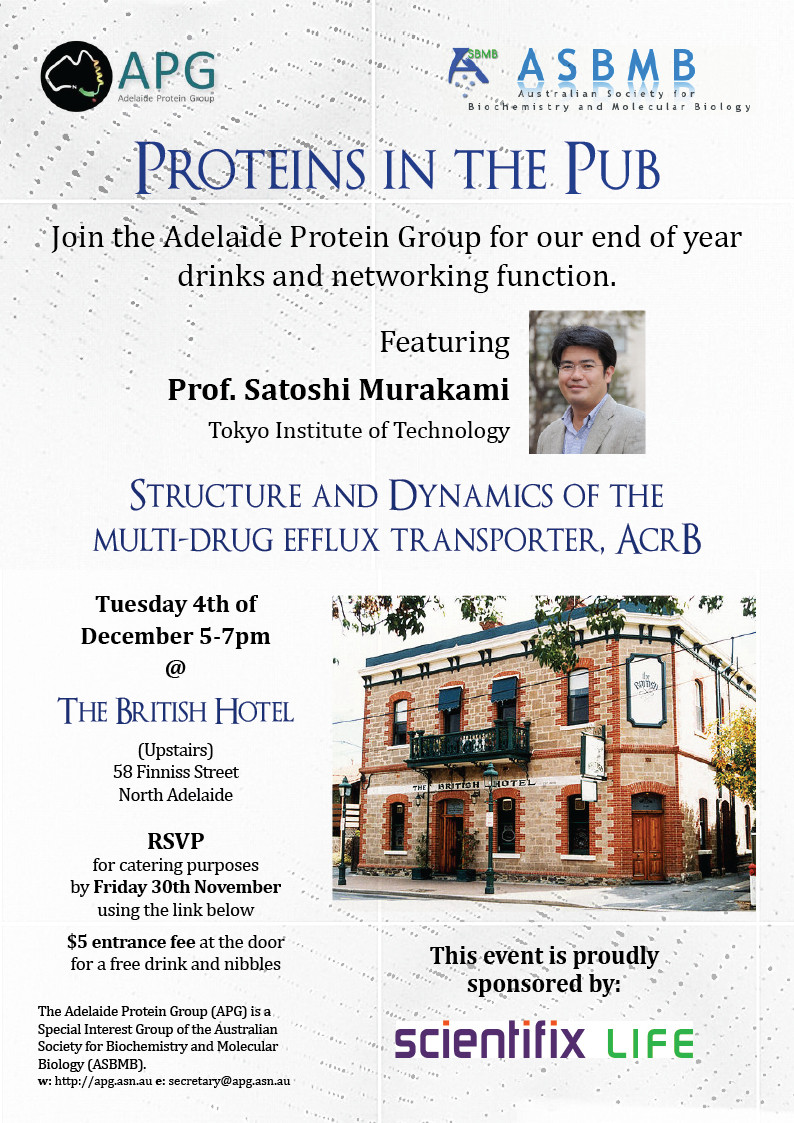 APG
Adelaide Protein Group
SBMB
ASBMB
Australian Society for
Biochemistry and Molecular Biology
PROTEINS IN THE PUB
Join the Adelaide Protein Group for our end of year
drinks and networking function.
Featuring
Prof. Satoshi Murakami
Tokyo Institute of Technology
STRUCTURE AND DYNAMICS OF THE
MULTI-DRUG EFFLUX TRANSPORTER, ACRB
Tuesday 4th of
December 5-7pm
@
THE BRITISH HOTEL
(Upstairs)
58 Finniss Street
North Adelaide
RSVP
for catering purposes
by Friday 30th November
using the link below
$5 entrance fee at the door
for a free drink and nibbles
the
British
THE BRITISH HOTEL
This event is proudly
sponsored by:
scientifix LIFE
The Adelaide Protein Group (APG) is a
Special Interest Group of the Australian
Society for Biochemistry and Molecular
Biology (ASBMB).
w: http://apg.asn.au e: secretary@apg.asn.au